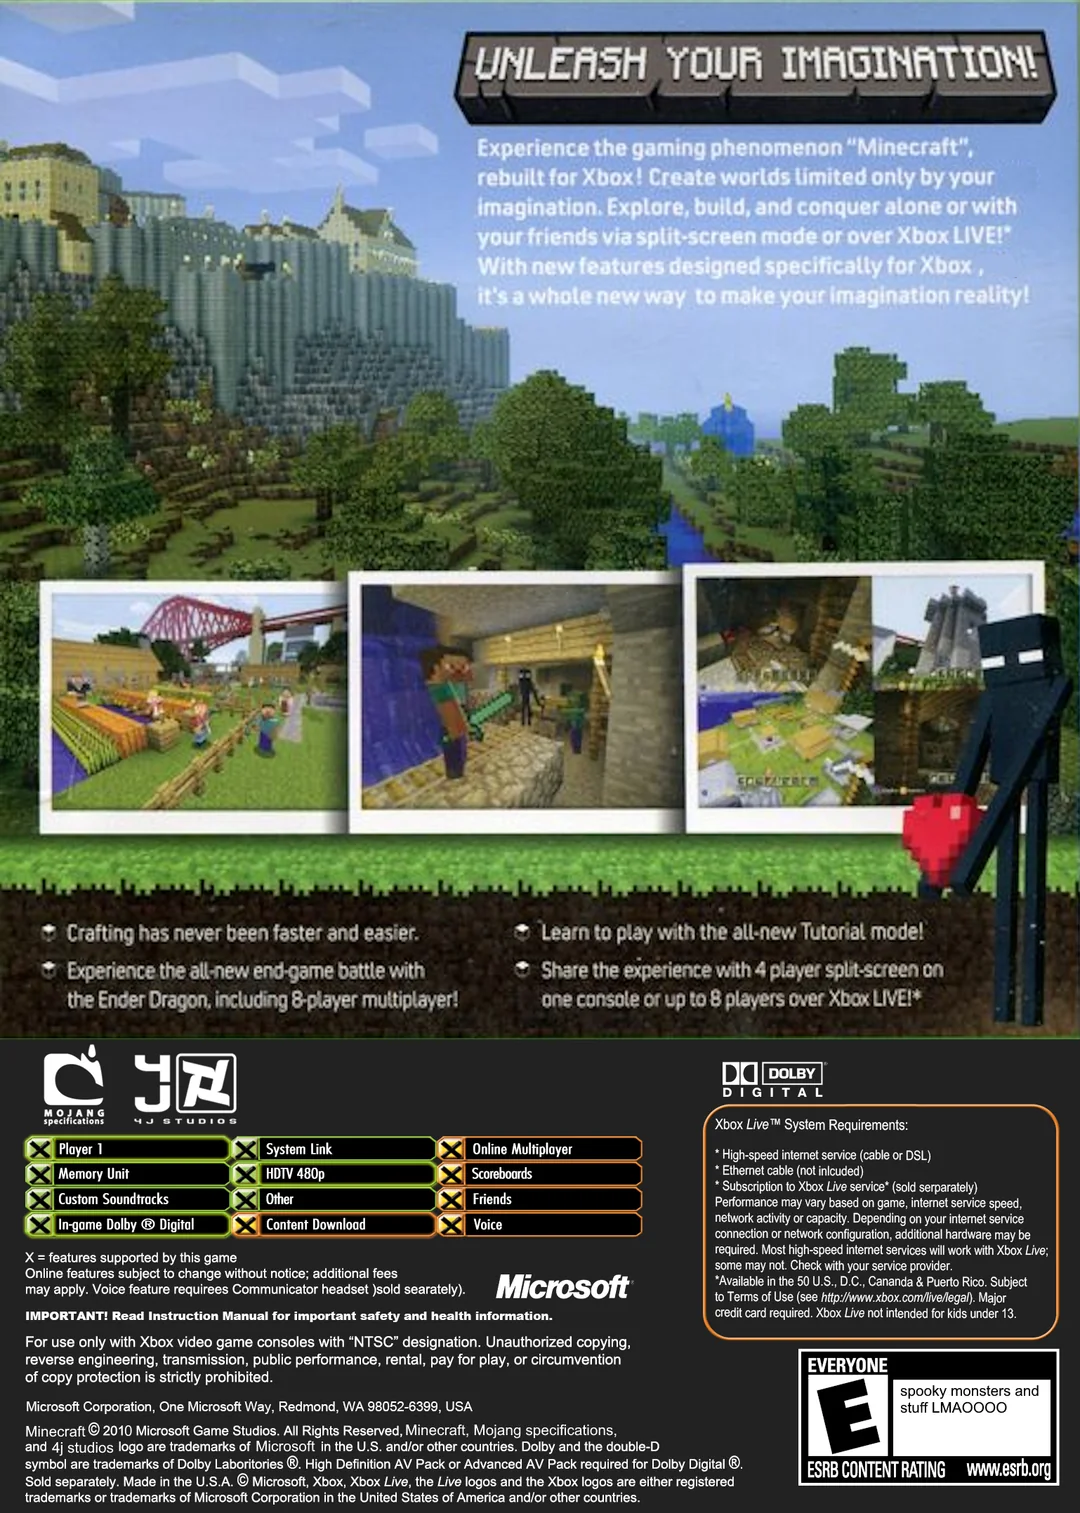 UNLEASH YOUR IMAGINATION!
Experience the gaming phenomenon "Minecraft",
rebuilt for Xbox! Create worlds limited only by your
imagination. Explore, build, and conquer alone or with
your friends via split-screen mode or over Xbox LIVE!*
With new features designed specifically for Xbox ,
it's a whole new way to make your imagination reality!
Crafting has never been faster and easier.
Experience the all-new end-game battle with
the Ender Dragon, including 8-player multiplayer!
Learn to play with the all-new Tutorial mode!
Share the experience with 4 player split-screen on
one console or up to 8 players over Xbox LIVE!*
MOJANG
specifications
4J STUDIOS
DOLBY
DIGITAL
Player 1
Memory Unit
Custom Soundtracks
In-game Dolby ® Digital
System Link
HDTV 480p
Other
Content Download
Online Multiplayer
Scoreboards
Friends
Voice
X = features supported by this game
Online features subject to change without notice; additional fees
may apply. Voice feature requirees Communicator headset )sold searately).
Microsoft
IMPORTANT! Read Instruction Manual for important safety and health information.
For use only with Xbox video game consoles with “NTSC” designation. Unauthorized copying,
reverse engineering, transmission, public performance, rental, pay for play, or circumvention
of copy protection is strictly prohibited.
Microsoft Corporation, One Microsoft Way, Redmond, WA 98052-6399, USA
Minecraft © 2010 Microsoft Game Studios. All Rights Reserved, Minecraft, Mojang specifications,
and 4j studios logo are trademarks of Microsoft in the U.S. and/or other countries. Dolby and the double-D
symbol are trademarks of Dolby Laboritories ®. High Definition AV Pack or Advanced AV Pack required for Dolby Digital ®.
Sold separately. Made in the U.S.A. © Microsoft, Xbox, Xbox Live, the Live logos and the Xbox logos are either registered
trademarks or trademarks of Microsoft Corporation in the United States of America and/or other countries.
Xbox Live™ System Requirements:
* High-speed internet service (cable or DSL)
* Ethernet cable (not inlcuded)
* Subscription to Xbox Live service* (sold serparately)
Performance may vary based on game, internet service speed,
network activity or capacity. Depending on your internet service
connection or network configuration, additional hardware may be
required. Most high-speed internet services will work with Xbox Live;
some may not. Check with your service provider.
*Available in the 50 U.S., D.C., Cananda & Puerto Rico. Subject
to Terms of Use (see http://www.xbox.com/live/legal). Major
credit card required. Xbox Live not intended for kids under 13.
EVERYONE
E
spooky monsters and
stuff LMAOOOO
ESRB CONTENT RATING www.esrb.org